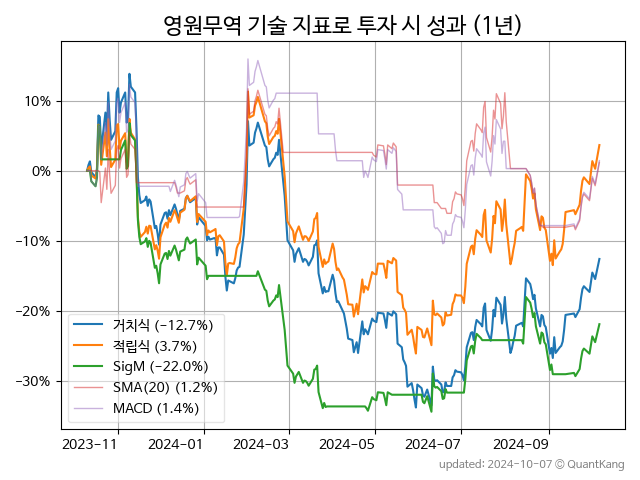 영원무역 기술 지표로 투자 시 성과 (1년)
10%
0%
−10%
−20%
−30%
거치식 (−12.7%)
적립식 (3.7%)
SigM (−22.0%)
SMA(20) (1.2%)
MACD (1.4%)
2023-11 2024-01 2024-03 2024-05 2024-07 2024-09
updated: 2024-10-07 © QuantKang